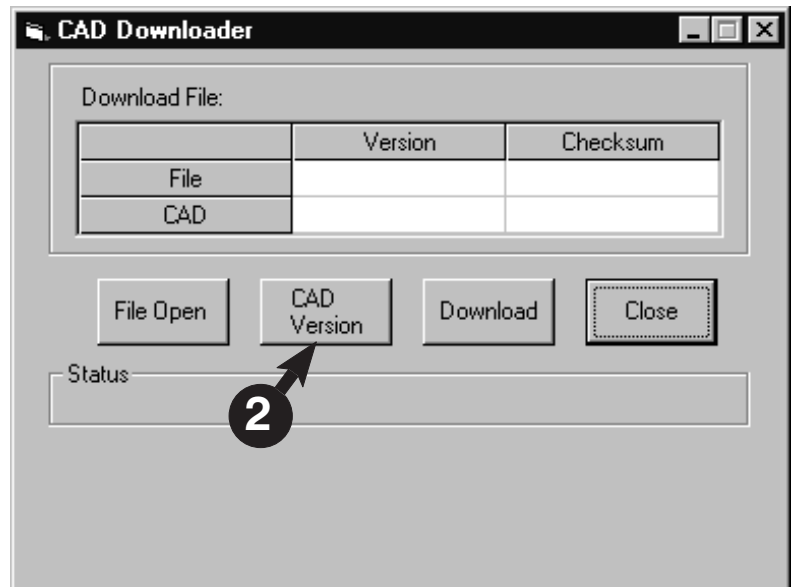 CAD Downloader
Download File:
Version Checksum
File
CAD
File Open
CAD
Version
Download
Close
Status
2